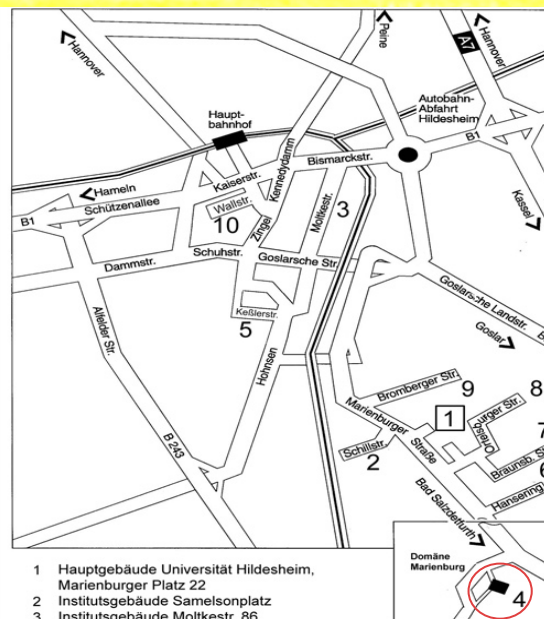 Hannover
Peine
Hannover
A7
Haupt-
bahnhof
Autobahn-
Abfahrt
Hildesheim
B1
Bismarckstr.
Kennedydamm
Kaiserstr.
Hameln
Schützenallee
B1
Wallstr.
10
Zingel
Moltkestr.
3
Kassel
Schuhstr.
Goslarsche Str.
Dammstr.
Goslarsche Landstr.
Goslar
B
Keßlerstr.
5
Alfelder Str.
Hohnsen
Bromberger Str.
9
8
1
Marienburger
Straße
Ortelsb
urger Str.
7
Schillstr.
2
Braunsb. S
6
Hansering
B 243
Bad Salzdetfurth
Domäne
Marienburg
4
1 Hauptgebäude Universität Hildesheim,
Marienburger Platz 22
2 Institutsgebäude Samelsonplatz
3 Institutsgebäude Moltkestr. 86